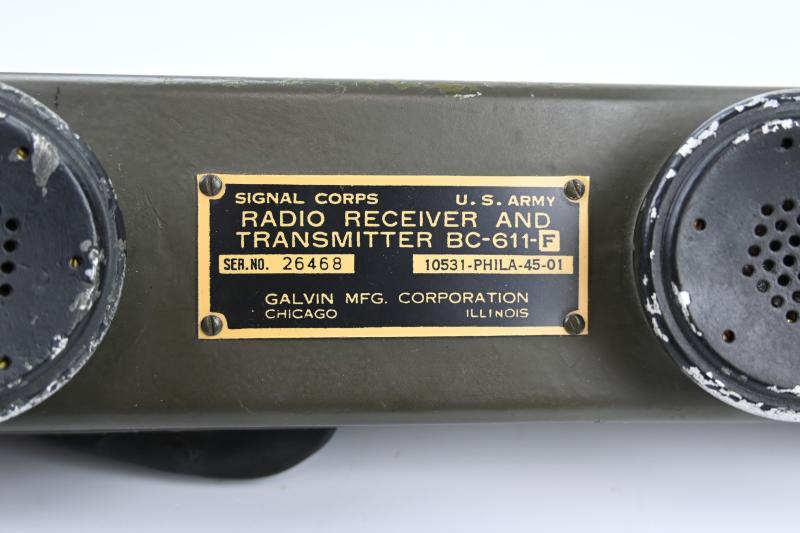 SIGNAL CORPS U.S. ARMY
RADIO RECEIVER AND
TRANSMITTER BC-611-F
SER.NO. 26468 10531-PHILA-45-01
GALVIN MFG. CORPORATION
CHICAGO ILLINOIS